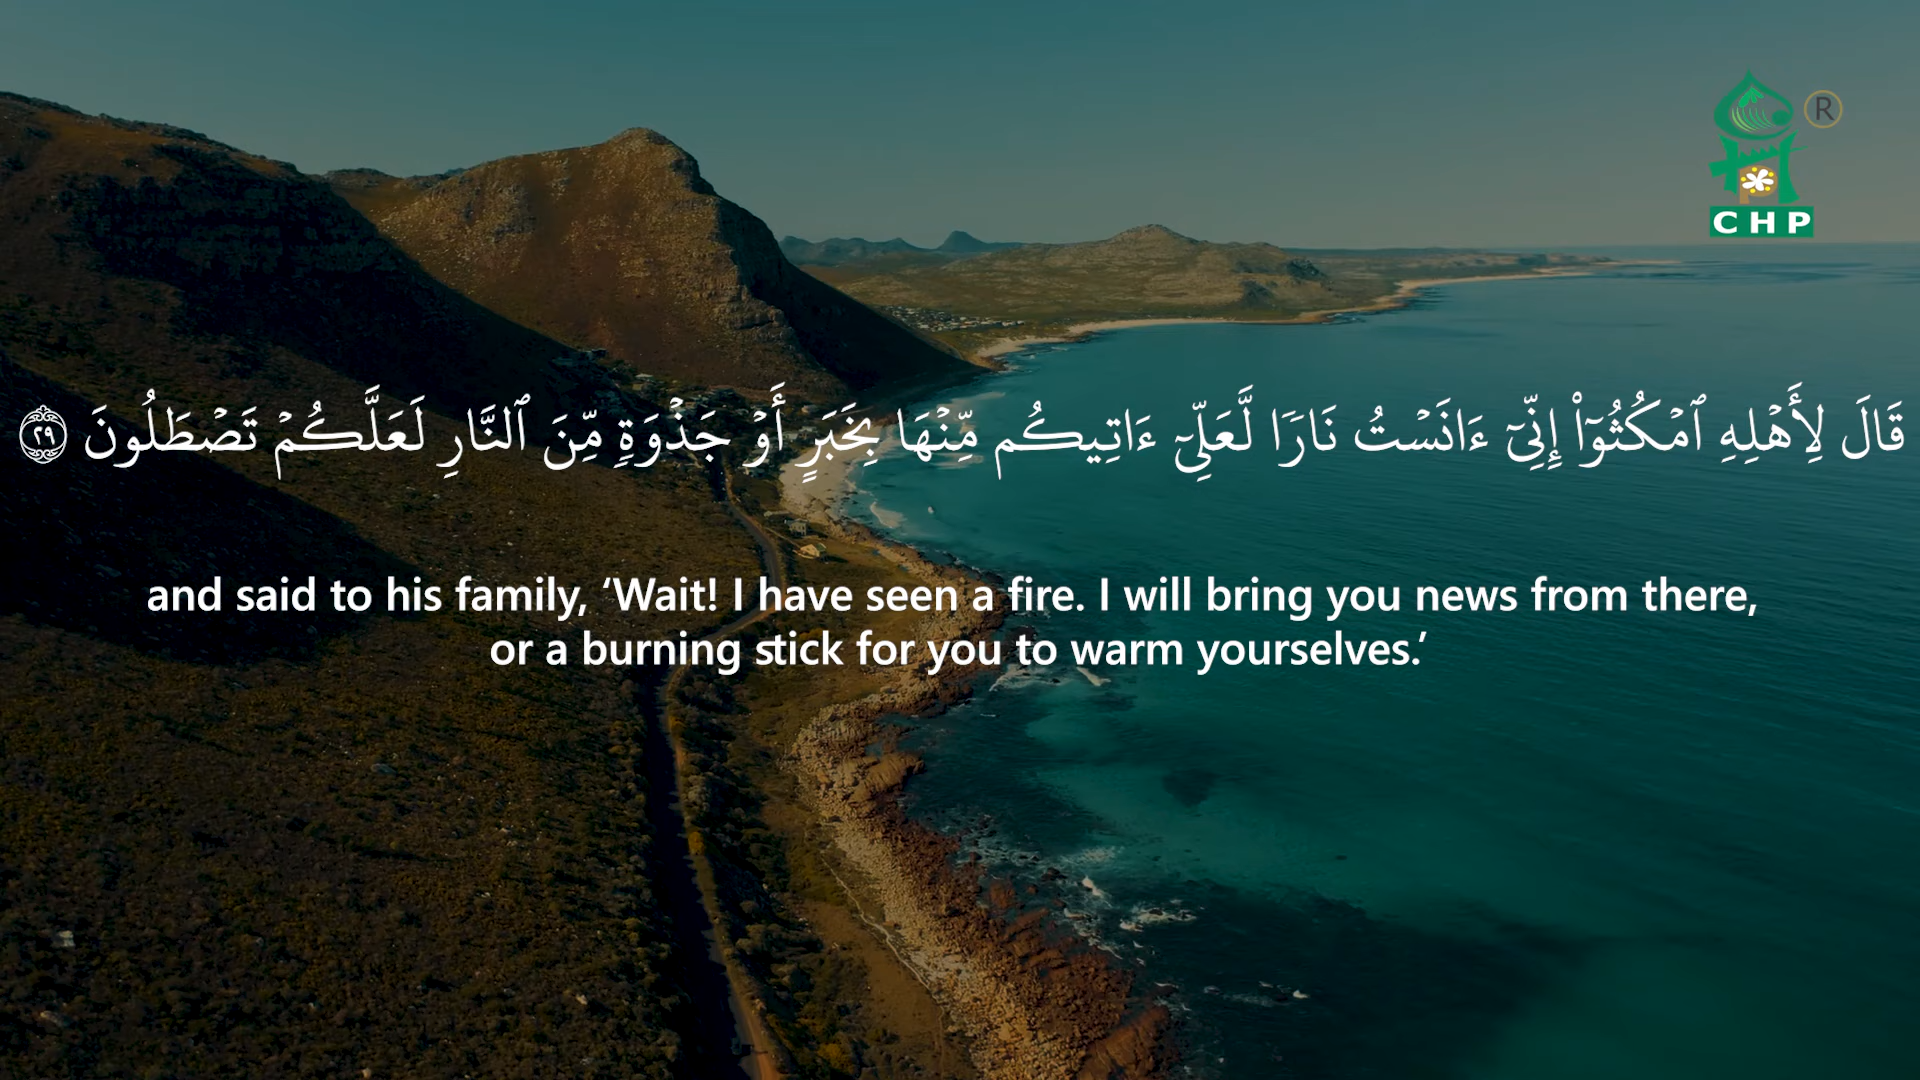 ®
CHP
قَالَ لِأَهْلِهِ ٱمْكُثُوٓا۟ إِنِّىٓ ءَانَسْتُ نَارًا لَّعَلِّىٓ ءَاتِيكُم مِّنْهَا بِخَبَرٍ أَوْ جَذْوَةٍ مِّنَ ٱلنَّارِ لَعَلَّكُمْ تَصْطَلُونَ ٢٩
and said to his family, ‘Wait! I have seen a fire. I will bring you news from there,
or a burning stick for you to warm yourselves.’